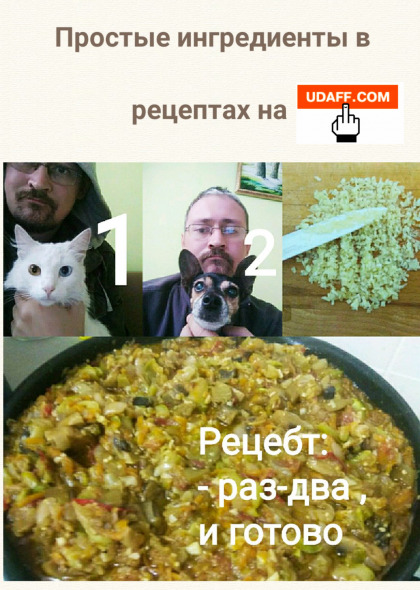 Простые ингредиенты в
рецептах на
UDAFF.COM
1
2
Рецебт:
- раз-два ,
и готово